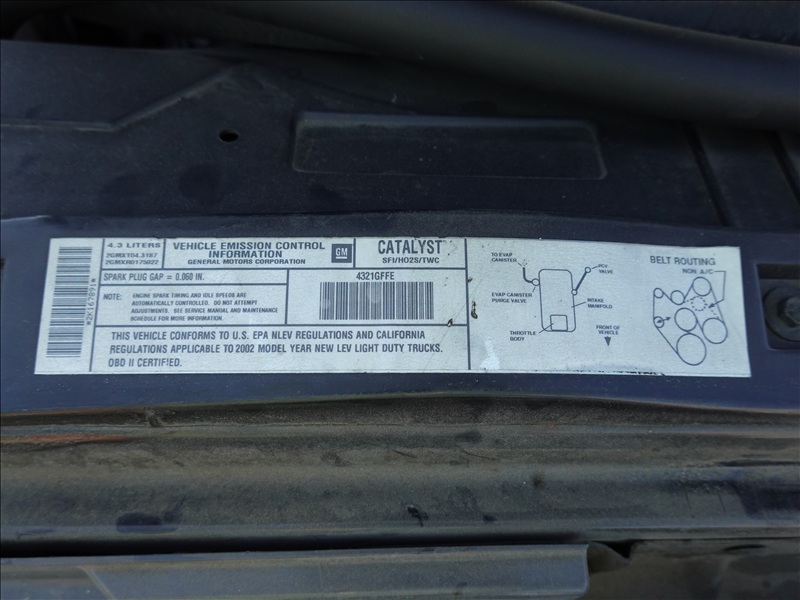 *2K167091*
4.3 LITERS
2GMXT04.3187
2GMXR0175922
VEHICLE EMISSION CONTROL
INFORMATION
GENERAL MOTORS CORPORATION
GM
CATALYST
SFI/HO2S/TWC
SPARK PLUG GAP = 0.060 IN.
4321GFFE
NOTE:
ENGINE SPARK TIMING AND IDLE SPEEDS ARE
AUTOMATICALLY CONTROLLED. DO NOT ATTEMPT
ADJUSTMENTS. SEE SERVICE MANUAL AND MAINTENANCE
SCHEDULE FOR MORE INFORMATION.
THIS VEHICLE CONFORMS TO U.S. EPA NLEV REGULATIONS AND CALIFORNIA
REGULATIONS APPLICABLE TO 2002 MODEL YEAR NEW LEV LIGHT DUTY TRUCKS.
OBD II CERTIFIED.
TO EVAP
CANISTER
PCV
VALVE
EVAP CANISTER
PURGE VALVE
INTAKE
MANIFOLD
THROTTLE
BODY
FRONT OF
VEHICLE
BELT ROUTING
NON A/C